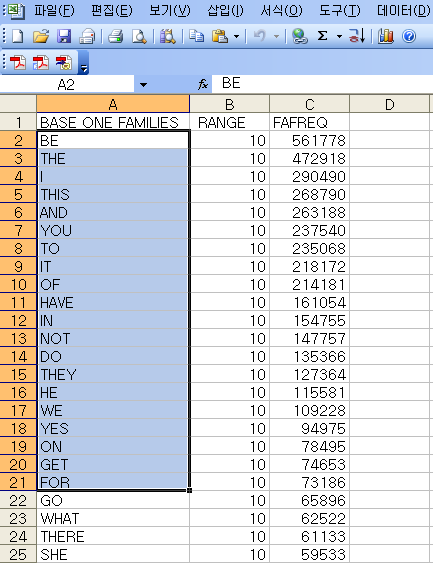 파일(F) 편집(E) 보기(V) 삽입(I) 서식(O) 도구(T) 데이터(D)
A2 fx BE
A B C D
1 BASE ONE FAMILIES RANGE FAFREQ
2 BE 10 561778
3 THE 10 472918
4 I 10 290490
5 THIS 10 268790
6 AND 10 263188
7 YOU 10 237540
8 TO 10 235068
9 IT 10 218172
10 OF 10 214181
11 HAVE 10 161054
12 IN 10 154755
13 NOT 10 147757
14 DO 10 135366
15 THEY 10 127364
16 HE 10 115581
17 WE 10 109228
18 YES 10 94975
19 ON 10 78495
20 GET 10 74653
21 FOR 10 73186
22 GO 10 65896
23 WHAT 10 62522
24 THERE 10 61133
25 SHE 10 59533